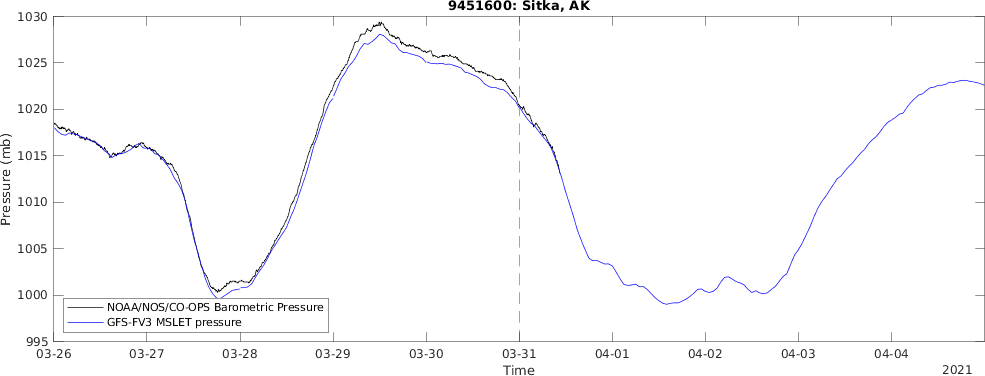 9451600: Sitka, AK
Pressure (mb)
1030
1025
1020
1015
1010
1005
1000
995
NOAA/NOS/CO-OPS Barometric Pressure
GFS-FV3 MSLET pressure
03-26 03-27 03-28 03-29 03-30 03-31 04-01 04-02 04-03 04-04
Time
2021